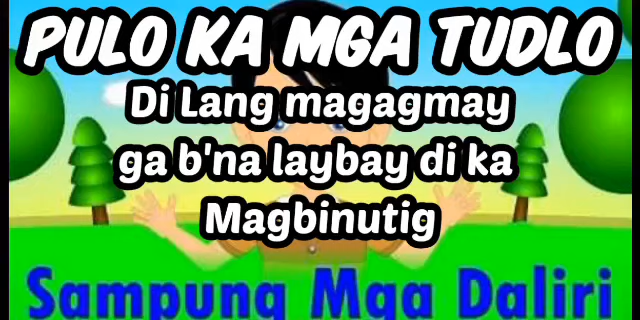 PULO KA MGA TUDLO
Di Lang magagmay
ga b'na laybay di ka
Magbinutig
Sampung Mga Daliri